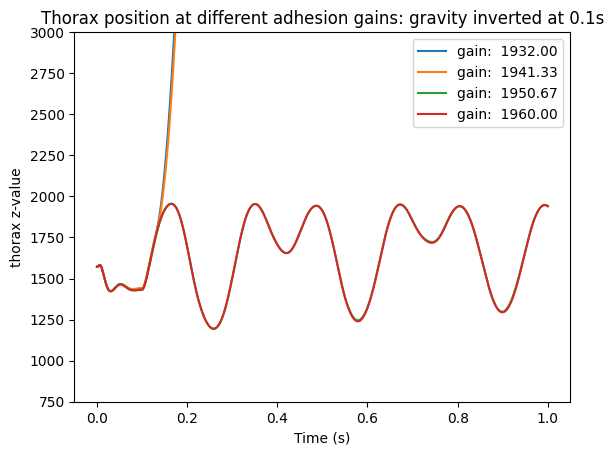 Thorax position at different adhesion gains: gravity inverted at 0.1s
gain:  1932.00
gain:  1941.33
gain:  1950.67
gain:  1960.00
thorax z-value
3000
2750
2500
2250
2000
1750
1500
1250
1000
750
0.0
0.2
0.4
0.6
0.8
1.0
Time (s)